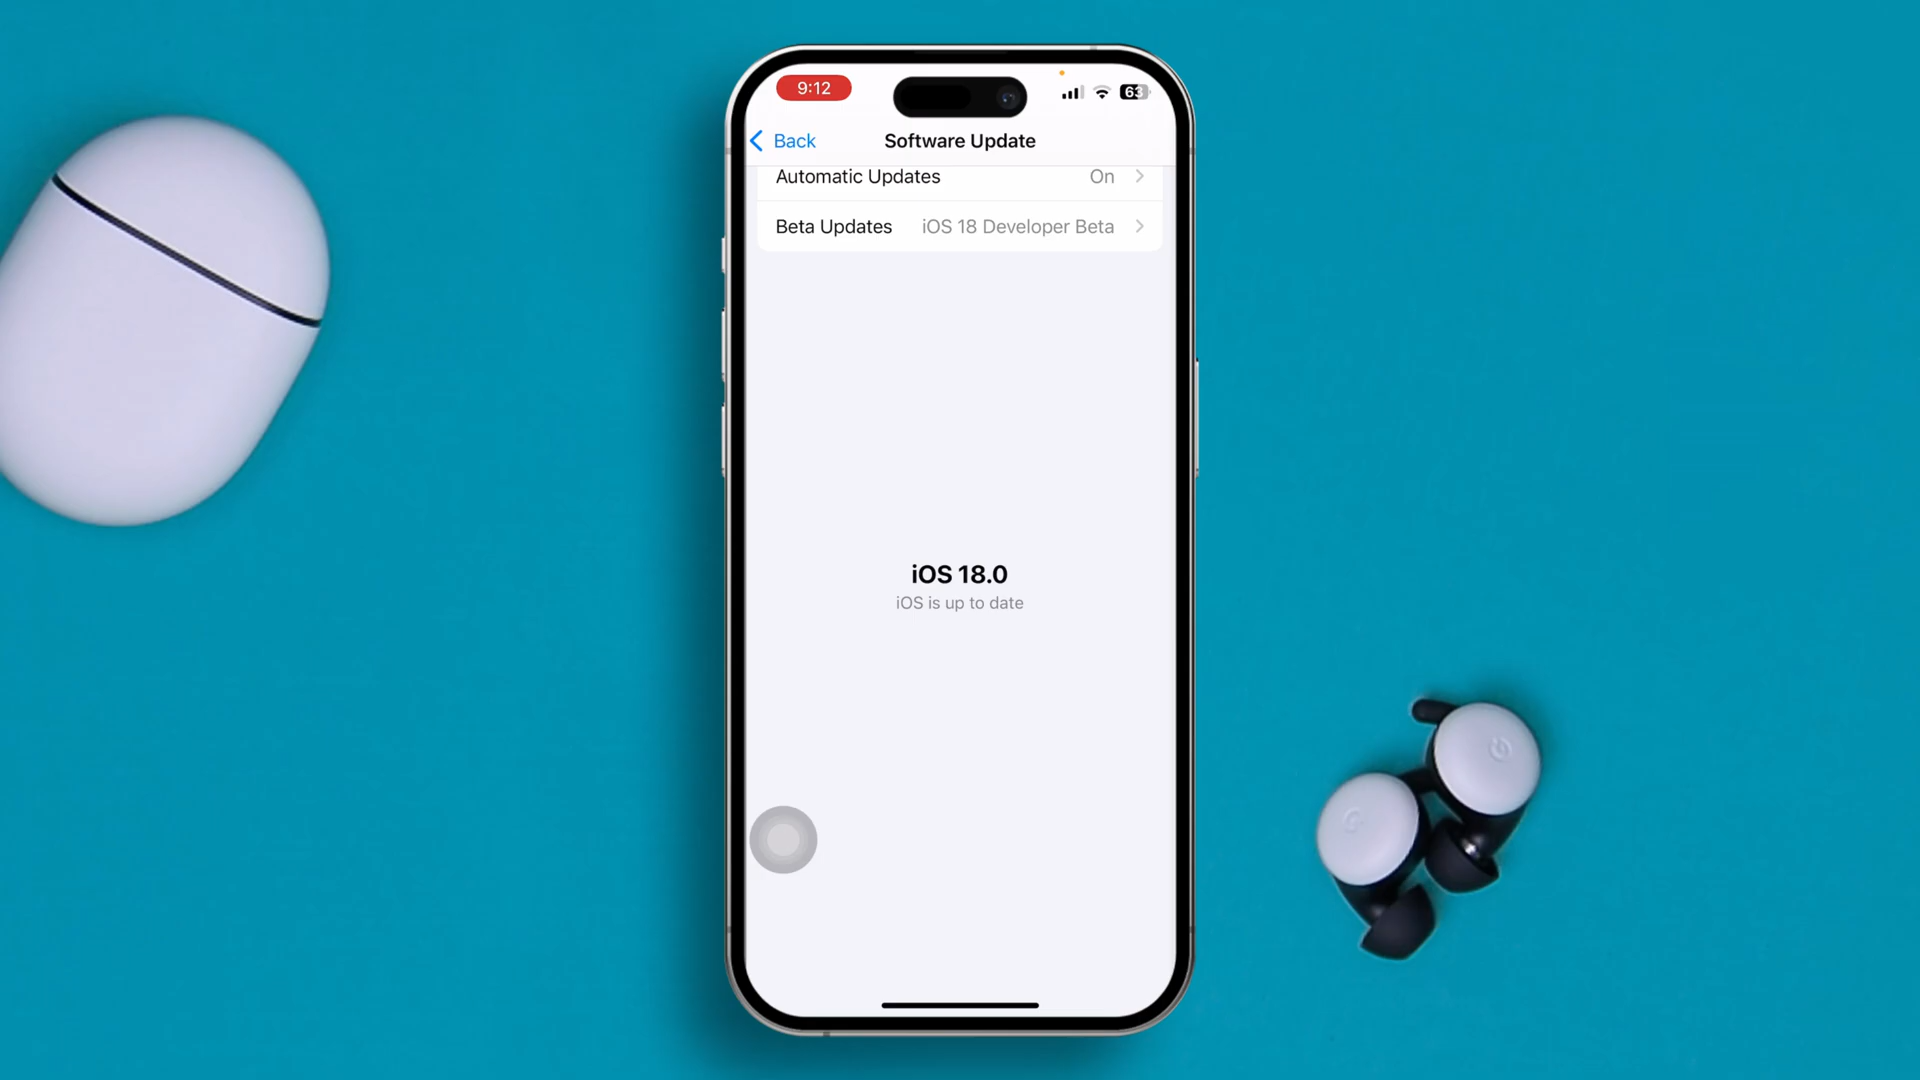 9:12
63
Back
Software Update
Automatic Updates On
Beta Updates iOS 18 Developer Beta
iOS 18.0
iOS is up to date